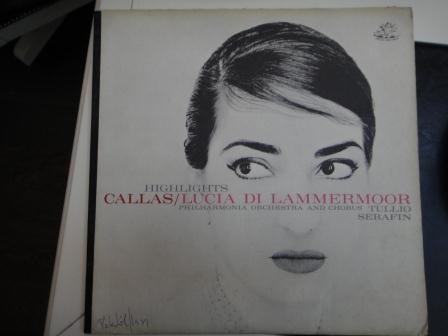 HIGHLIGHTS
CALLAS/LUCIA DI LAMMERMOOR
PHILHARMONIA ORCHESTRA AND CHORUS TULLIO
SERAFIN